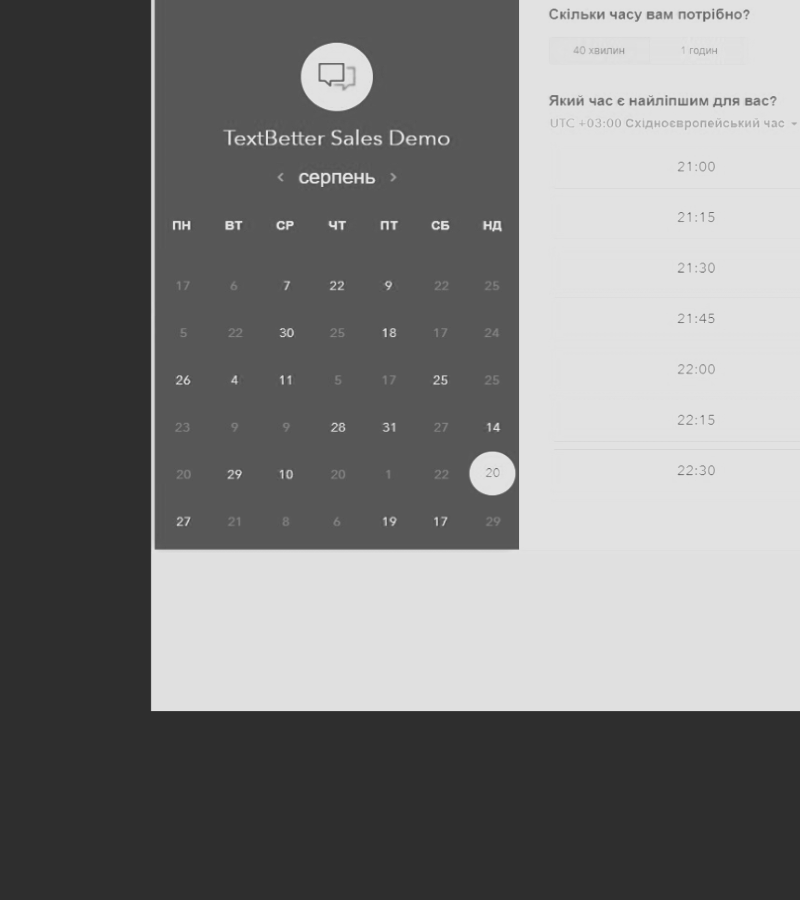 TextBetter Sales Demo
‹ серпень ›
ПН ВТ СР ЧТ ПТ СБ НД
17 6 7 22 9 22 25
5 22 30 25 18 17 24
26 4 11 5 17 25 25
23 9 9 28 31 27 14
20 29 10 20 1 22 20
27 21 8 6 19 17 29
Скільки часу вам потрібно?
40 хвилин 1 годин
Який час є найліпшим для вас?
UTC +03:00 Східноєвропейський час
21:00
21:15
21:30
21:45
22:00
22:15
22:30